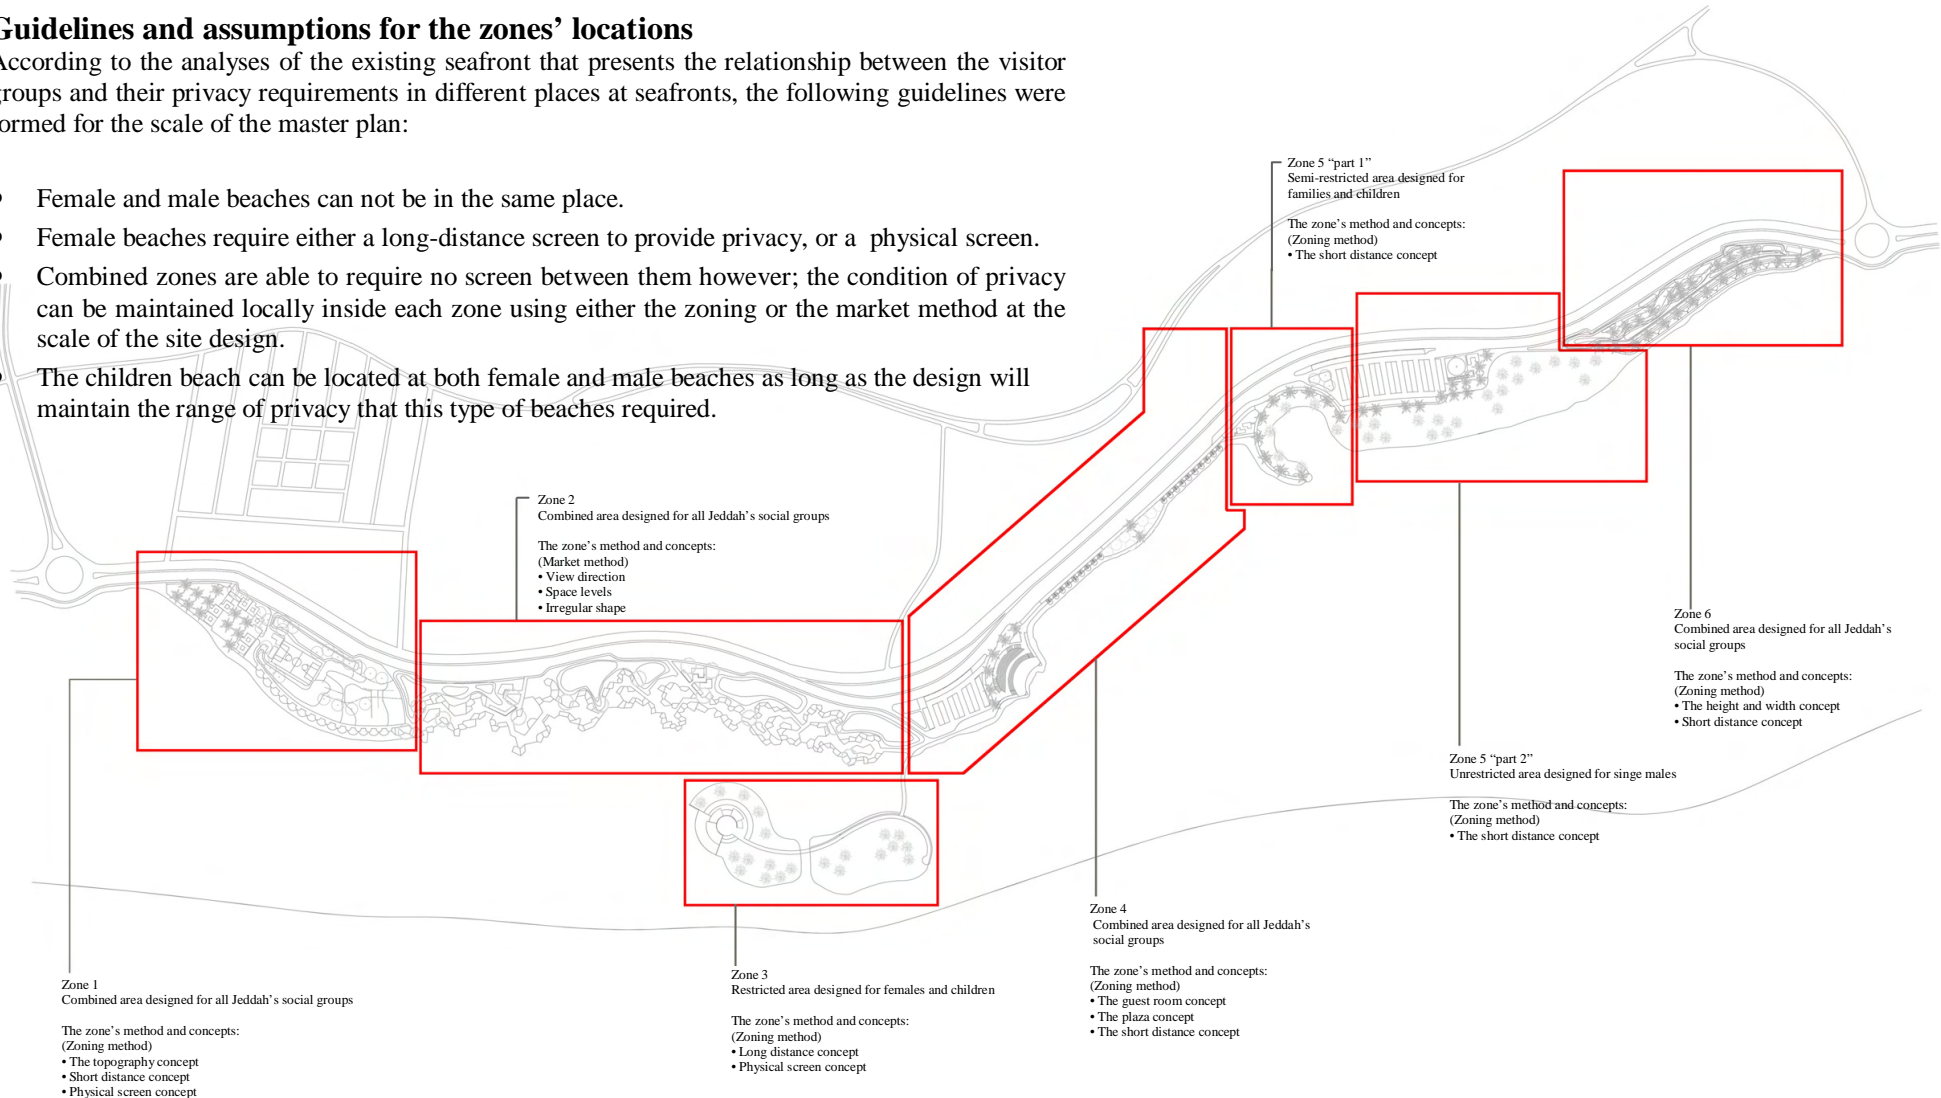 Guidelines and assumptions for the zones’ locations
According to the analyses of the existing seafront that presents the relationship between the visitor
groups and their privacy requirements in different places at seafronts, the following guidelines were
formed for the scale of the master plan:
• Female and male beaches can not be in the same place.
• Female beaches require either a long-distance screen to provide privacy, or a physical screen.
• Combined zones are able to require no screen between them however; the condition of privacy
can be maintained locally inside each zone using either the zoning or the market method at the
scale of the site design.
• The children beach can be located at both female and male beaches as long as the design will
maintain the range of privacy that this type of beaches required.
Zone 5 “part 1”
Semi-restricted area designed for
families and children
The zone’s method and concepts:
(Zoning method)
• The short distance concept
Zone 2
Combined area designed for all Jeddah’s social groups
The zone’s method and concepts:
(Market method)
• View direction
• Space levels
• Irregular shape
Zone 6
Combined area designed for all Jeddah’s
social groups
The zone’s method and concepts:
(Zoning method)
• The height and width concept
• Short distance concept
Zone 5 “part 2”
Unrestricted area designed for singe males
The zone’s method and concepts:
(Zoning method)
• The short distance concept
Zone 4
Combined area designed for all Jeddah’s
social groups
The zone’s method and concepts:
(Zoning method)
• The guest room concept
• The plaza concept
• The short distance concept
Zone 3
Restricted area designed for females and children
The zone’s method and concepts:
(Zoning method)
• Long distance concept
• Physical screen concept
Zone 1
Combined area designed for all Jeddah’s social groups
The zone’s method and concepts:
(Zoning method)
• The topography concept
• Short distance concept
• Physical screen concept